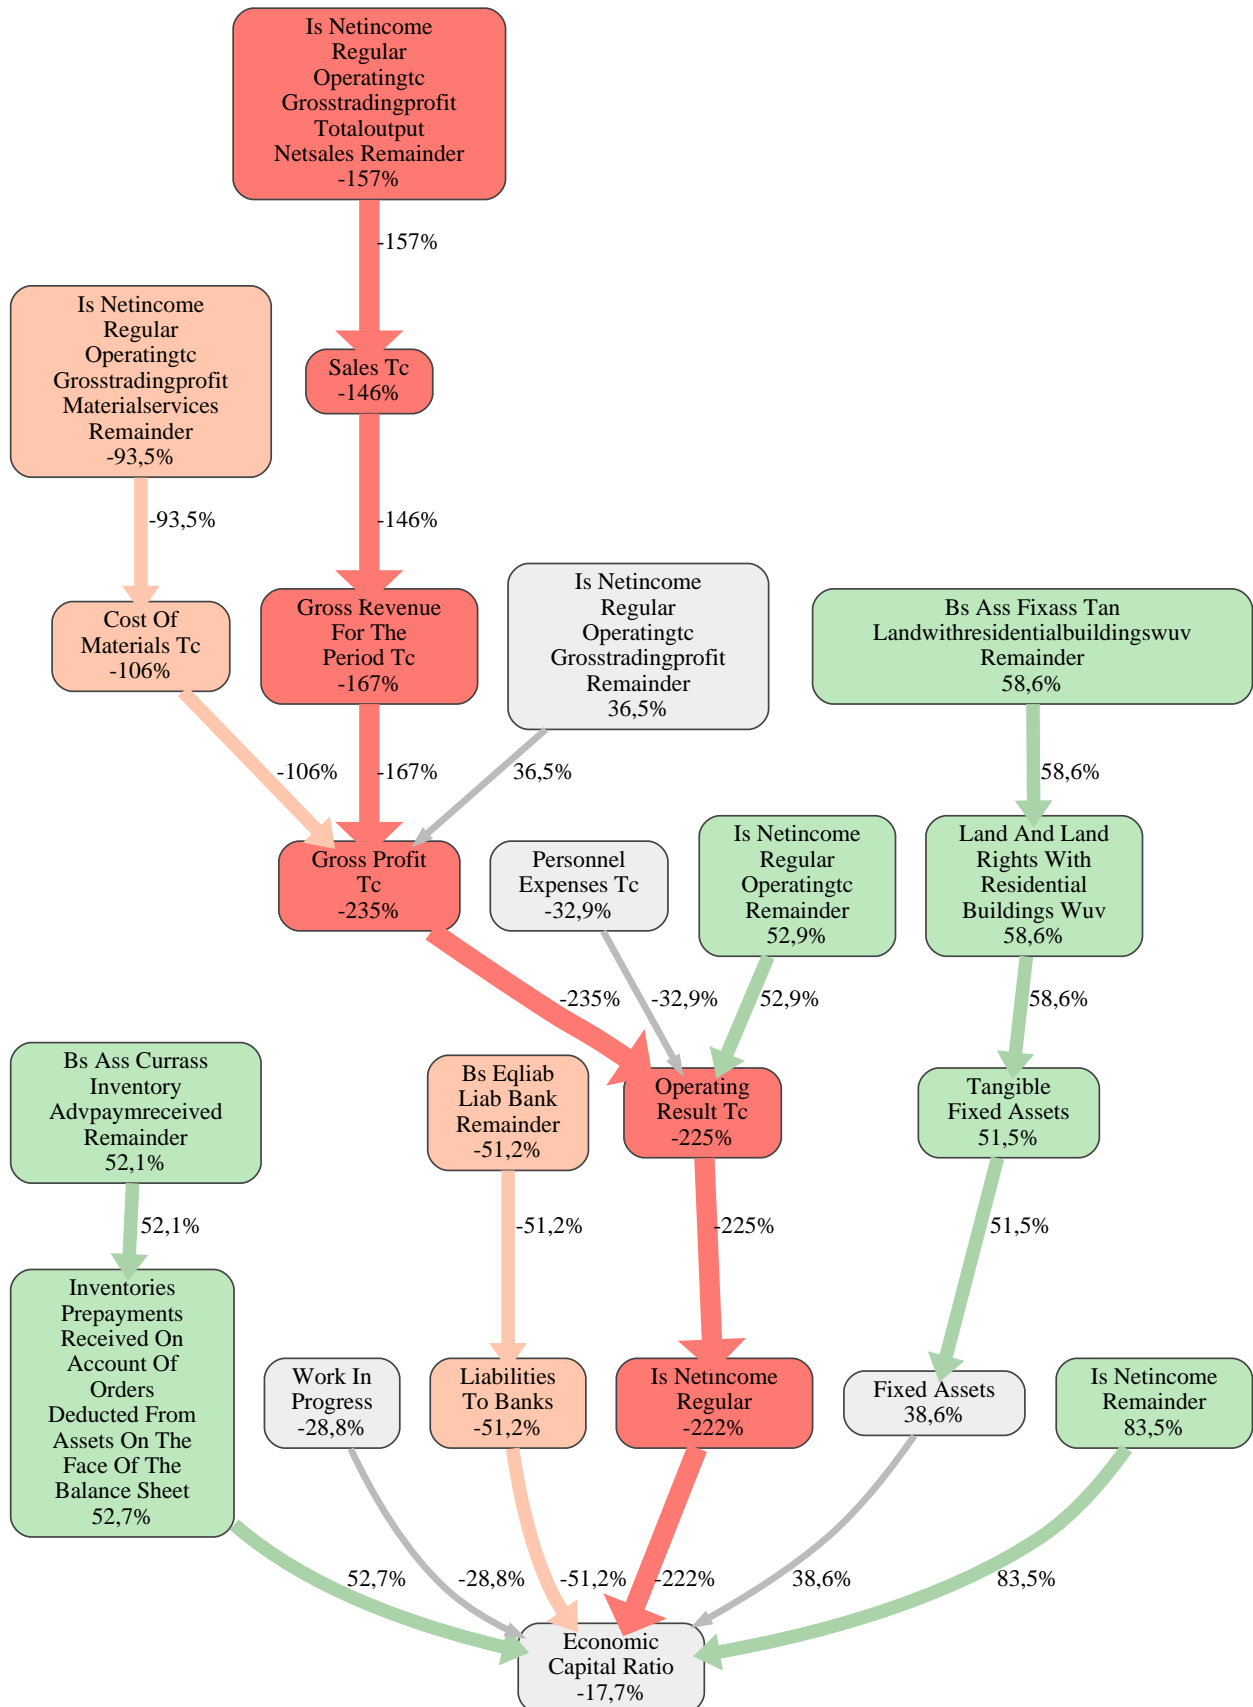 Is Netincome
Regular
Operatingtc
Grosstradingprofit
Totaloutput
Netsales Remainder
-157%
-157%
Is Netincome
Regular
Operatingtc
Grosstradingprofit
Materialservices
Remainder
-93,5%
Sales Tc
-146%
-93,5%
-146%
Cost Of
Materials Tc
-106%
Gross Revenue
For The
Period Tc
-167%
Is Netincome
Regular
Operatingtc
Grosstradingprofit
Remainder
36,5%
Bs Ass Fixass Tan
Landwithresidentialbuildingswuv
Remainder
58,6%
-106%
-167%
36,5%
58,6%
Gross Profit
Tc
-235%
Personnel
Expenses Tc
-32,9%
Is Netincome
Regular
Operatingtc
Remainder
52,9%
Land And Land
Rights With
Residential
Buildings Wuv
58,6%
-235%
-32,9%
52,9%
58,6%
Bs Ass Currass
Inventory
Advpaymreceived
Remainder
52,1%
Bs Eqliab
Liab Bank
Remainder
-51,2%
Operating
Result Tc
-225%
Tangible
Fixed Assets
51,5%
52,1%
-51,2%
-225%
51,5%
Inventories
Prepayments
Received On
Account Of
Orders
Deducted From
Assets On The
Face Of The
Balance Sheet
52,7%
Work In
Progress
-28,8%
Liabilities
To Banks
-51,2%
Is Netincome
Regular
-222%
Fixed Assets
38,6%
Is Netincome
Remainder
83,5%
52,7%
-28,8%
-51,2%
-222%
38,6%
83,5%
Economic
Capital Ratio
-17,7%